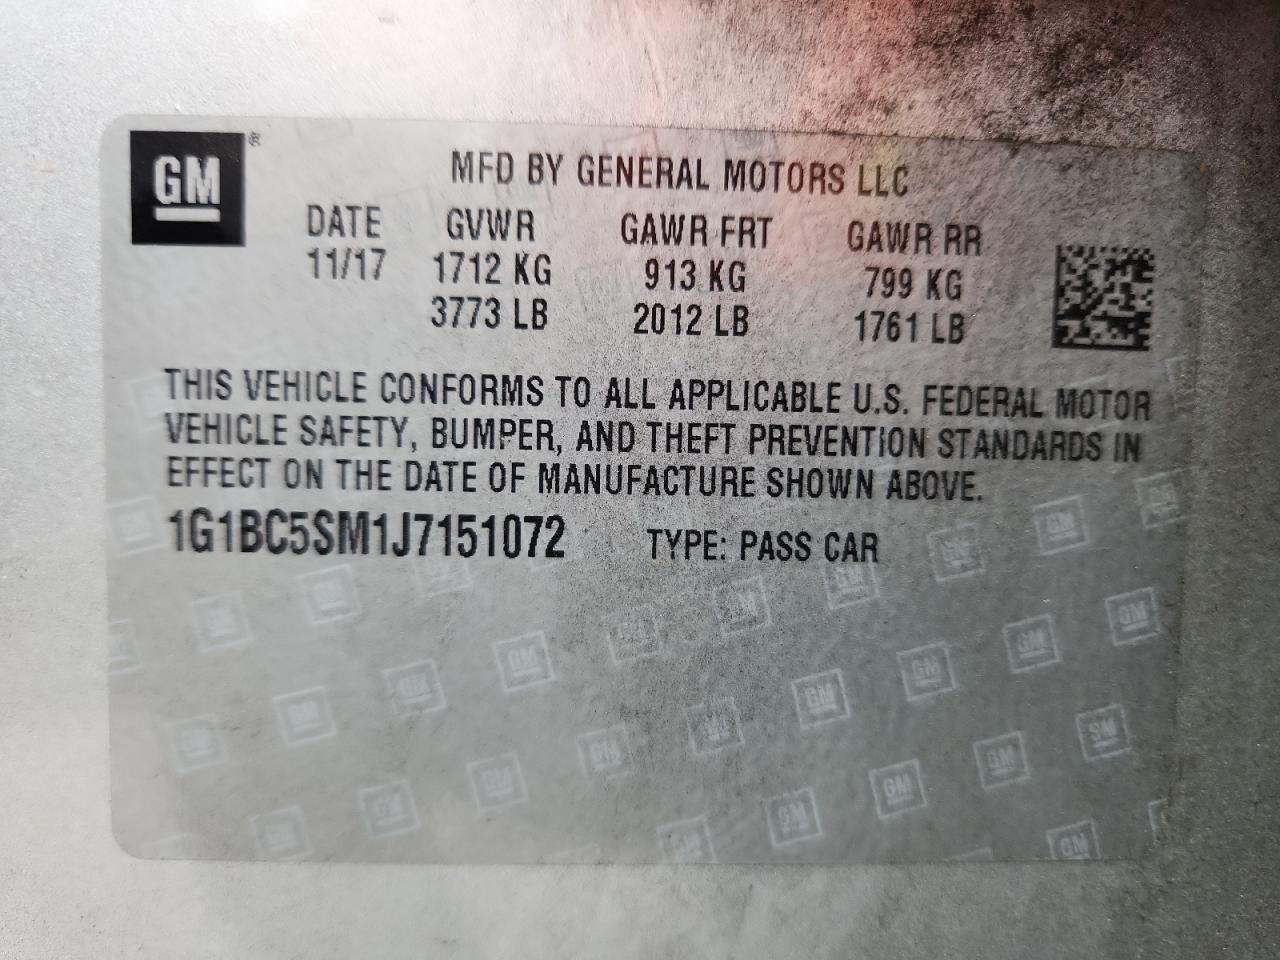 GM®
MFD BY GENERAL MOTORS LLC
DATE GVWR GAWR FRT GAWR RR
11/17 1712 KG 913 KG 799 KG
3773 LB 2012 LB 1761 LB
THIS VEHICLE CONFORMS TO ALL APPLICABLE U.S. FEDERAL MOTOR
VEHICLE SAFETY, BUMPER, AND THEFT PREVENTION STANDARDS IN
EFFECT ON THE DATE OF MANUFACTURE SHOWN ABOVE.
1G1BC5SM1J7151072 TYPE: PASS CAR